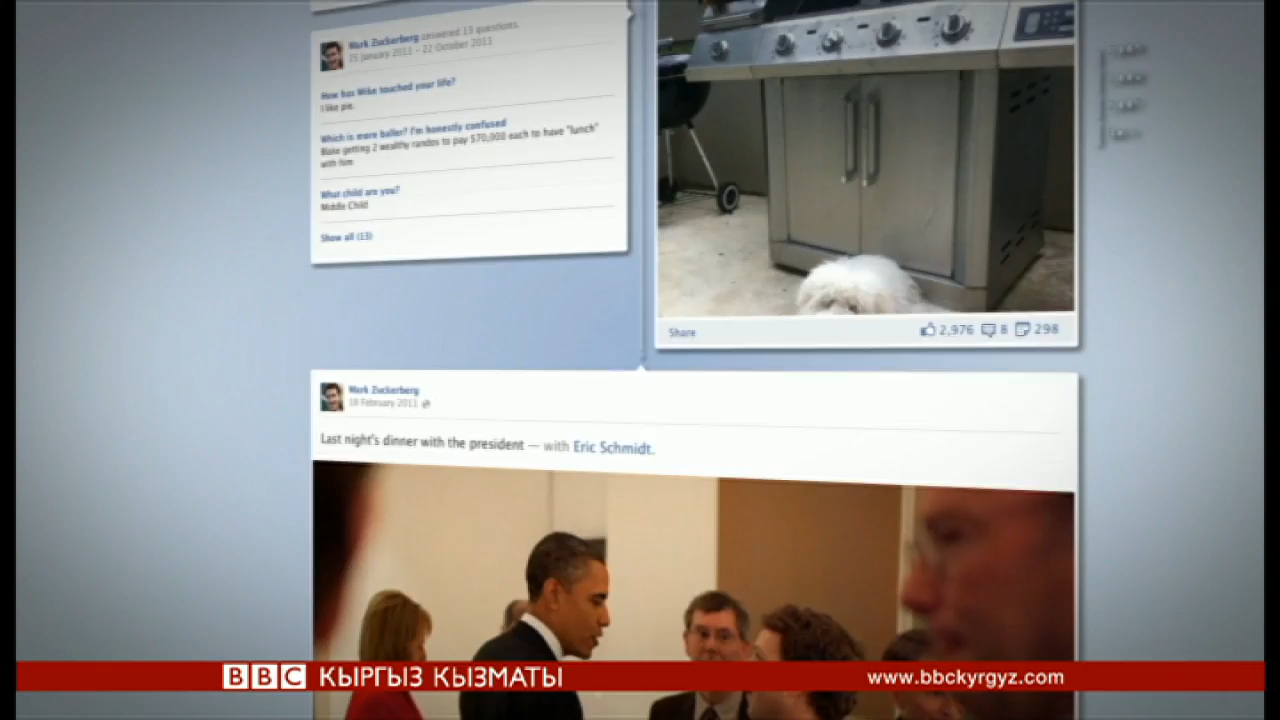 Mark Zuckerberg answered 13 questions.
25 January 2011 - 22 October 2011
How has Mike touched your life?
I like pie.
Which is more baller? I'm honestly confused
Blake getting 2 wealthy randos to pay $70,000 each to have "lunch"
with him
What child are you?
Middle Child
Show all (13)
Share
2,976 8 298
Mark Zuckerberg
18 February 2011
Last night's dinner with the president — with Eric Schmidt.
BBC КЫРГЫЗ КЫЗМАТЫ
www.bbckyrgyz.com